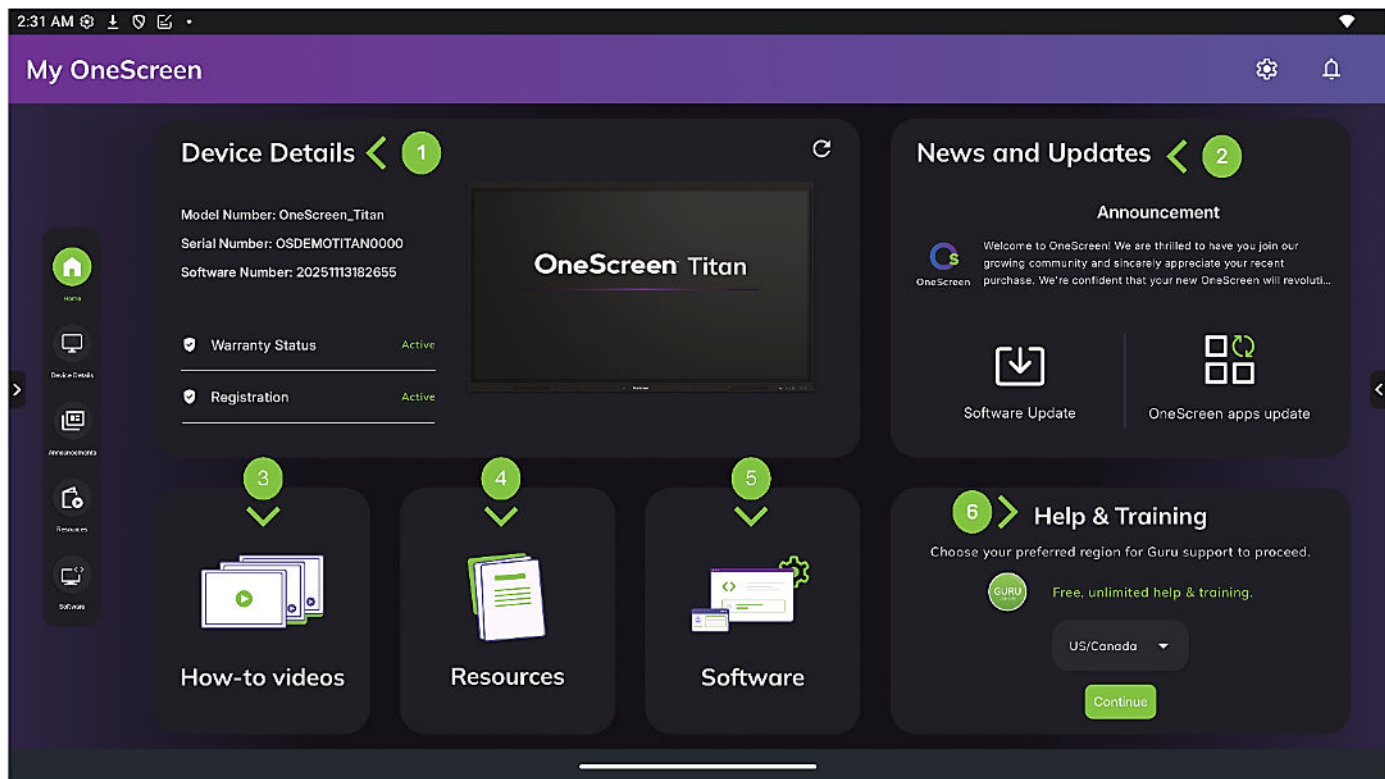 2:31 AM
My OneScreen
Device Details
1
Model Number: OneScreen_Titan
Serial Number: OSDEMOTITAN0000
Software Number: 20251113182655
Warranty Status Active
Registration Active
OneScreen Titan
News and Updates
2
Announcement
OneScreen
Welcome to OneScreen! We are thrilled to have you join our
growing community and sincerely appreciate your recent
purchase. We're confident that your new OneScreen will revoluti...
Software Update
OneScreen apps update
Home
Device Details
Announcements
Resources
Software
3
How-to videos
4
Resources
5
Software
6
Help & Training
Choose your preferred region for Guru support to proceed.
GURU
Free, unlimited help & training.
US/Canada
Continue